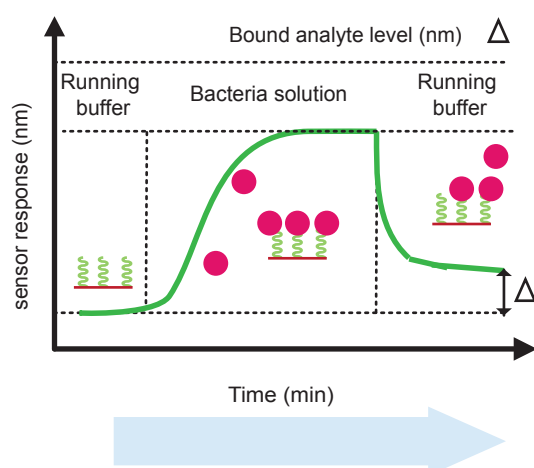 Bound analyte level (nm) Δ
Running
buffer
Bacteria solution
Running
buffer
sensor response (nm)
Δ
Time (min)